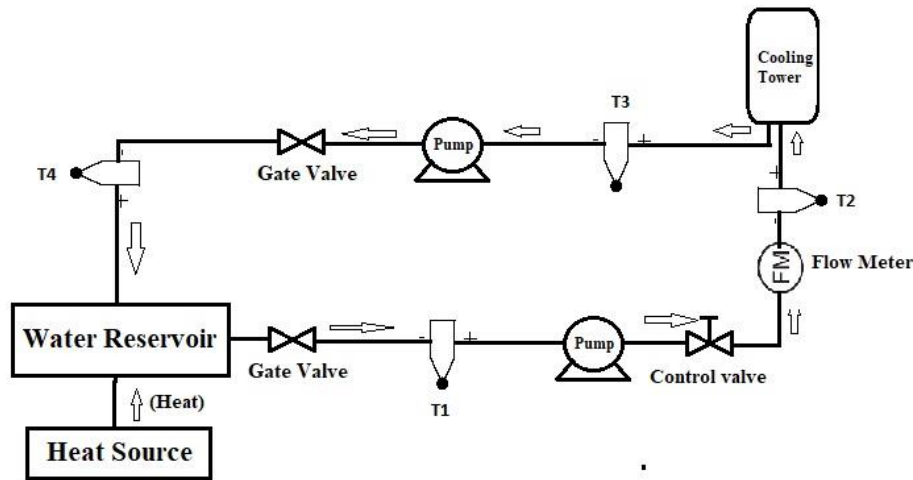 Cooling
Tower
T3
Pump
Gate Valve
T4
T2
FM
Flow Meter
Water Reservoir
Gate Valve
T1
Pump
Control valve
(Heat)
Heat Source